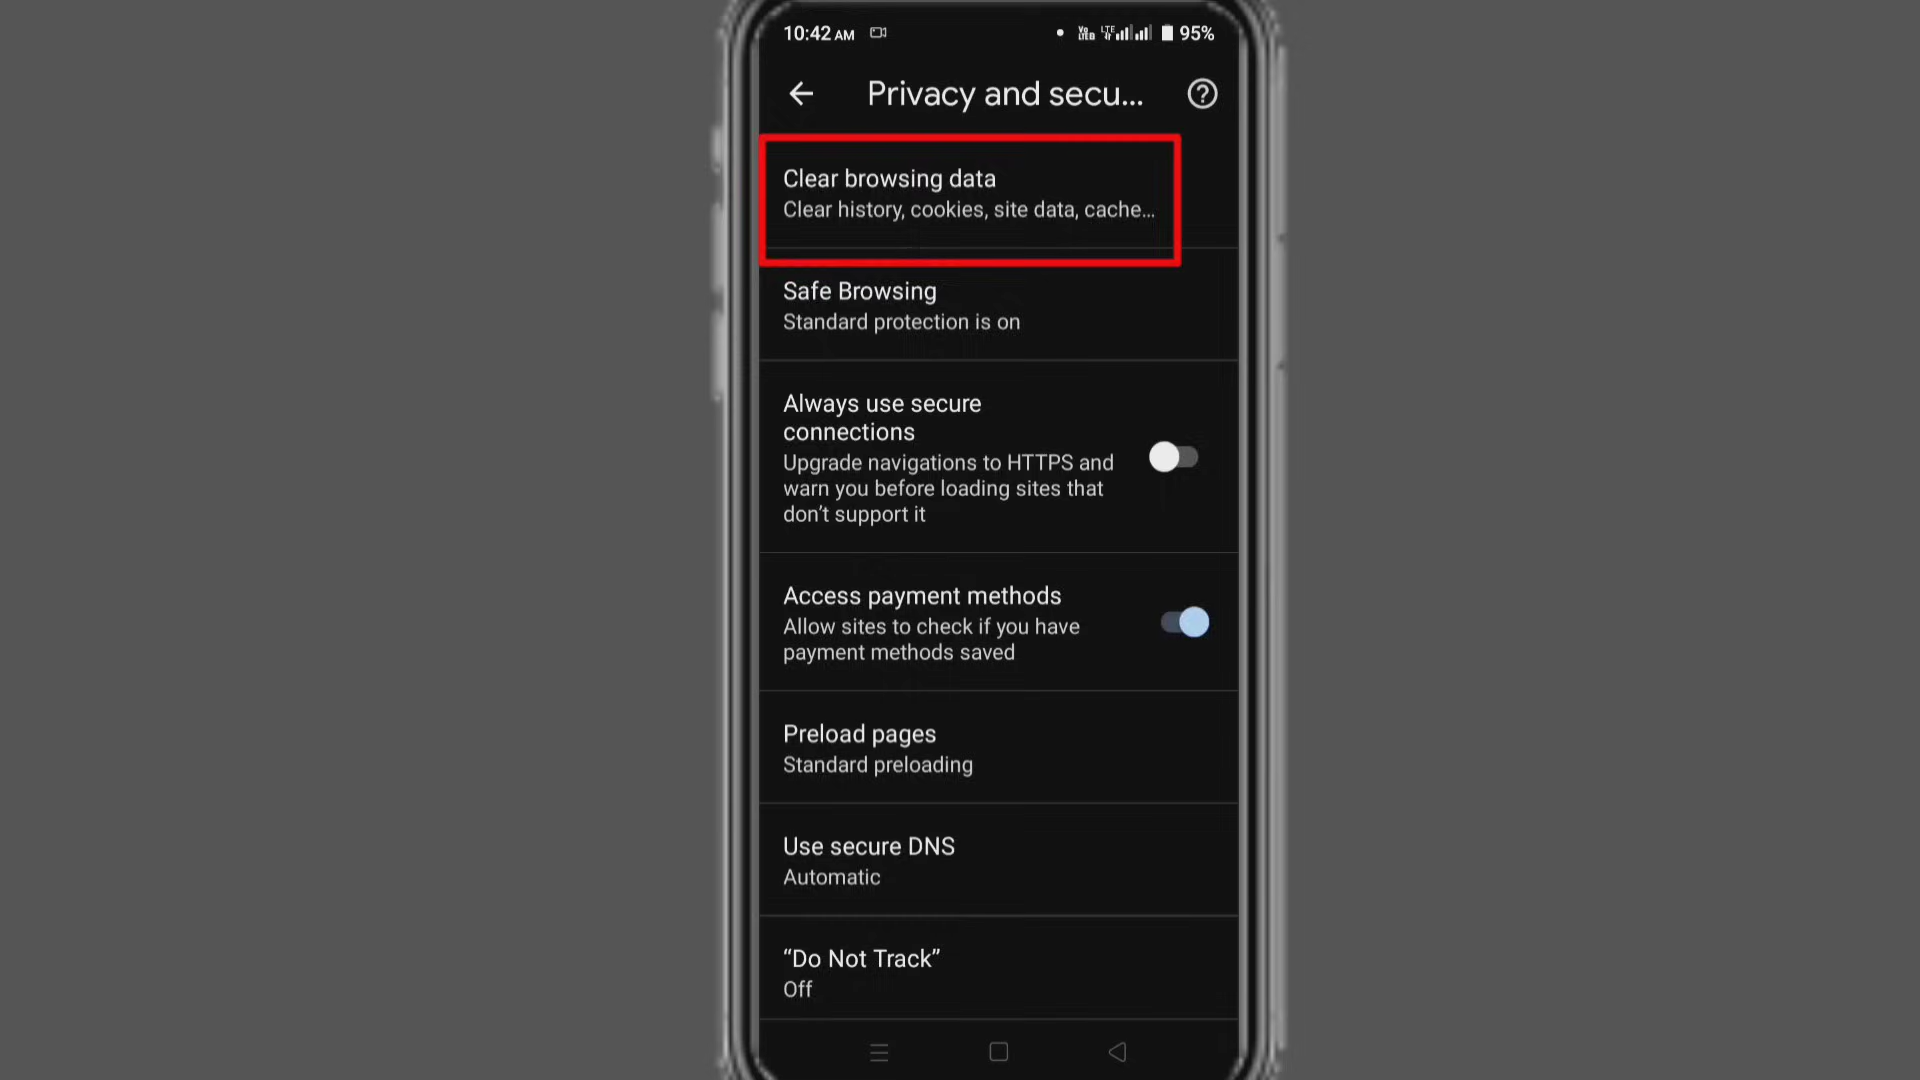 10:42 AM
95%
Privacy and secu...
Clear browsing data
Clear history, cookies, site data, cache...
Safe Browsing
Standard protection is on
Always use secure
connections
Upgrade navigations to HTTPS and
warn you before loading sites that
don't support it
Access payment methods
Allow sites to check if you have
payment methods saved
Preload pages
Standard preloading
Use secure DNS
Automatic
“Do Not Track”
Off